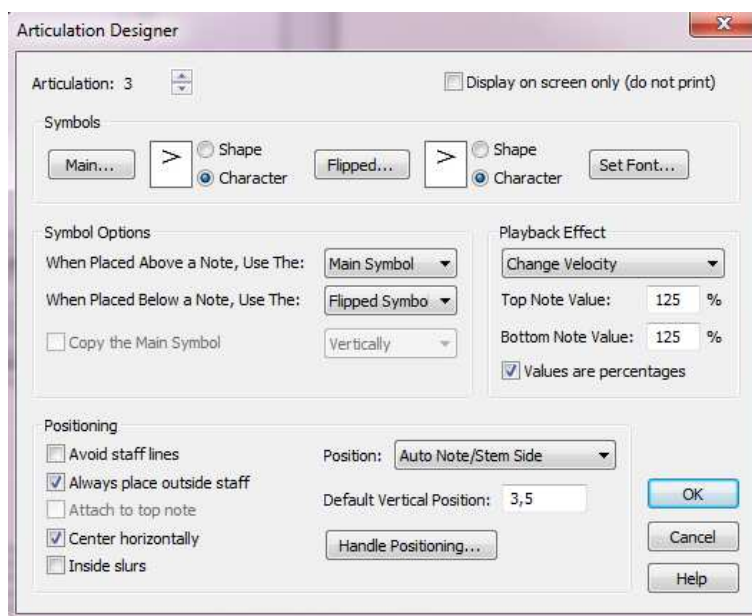 Articulation Designer
Articulation: 3
Display on screen only (do not print)
Symbols
Main...
>
Shape
Character
Flipped...
>
Shape
Character
Set Font...
Symbol Options
When Placed Above a Note, Use The: Main Symbol
When Placed Below a Note, Use The: Flipped Symbo
Copy the Main Symbol Vertically
Playback Effect
Change Velocity
Top Note Value: 125 %
Bottom Note Value: 125 %
Values are percentages
Positioning
Avoid staff lines
Always place outside staff
Attach to top note
Center horizontally
Inside slurs
Position: Auto Note/Stem Side
Default Vertical Position: 3,5
Handle Positioning...
OK
Cancel
Help